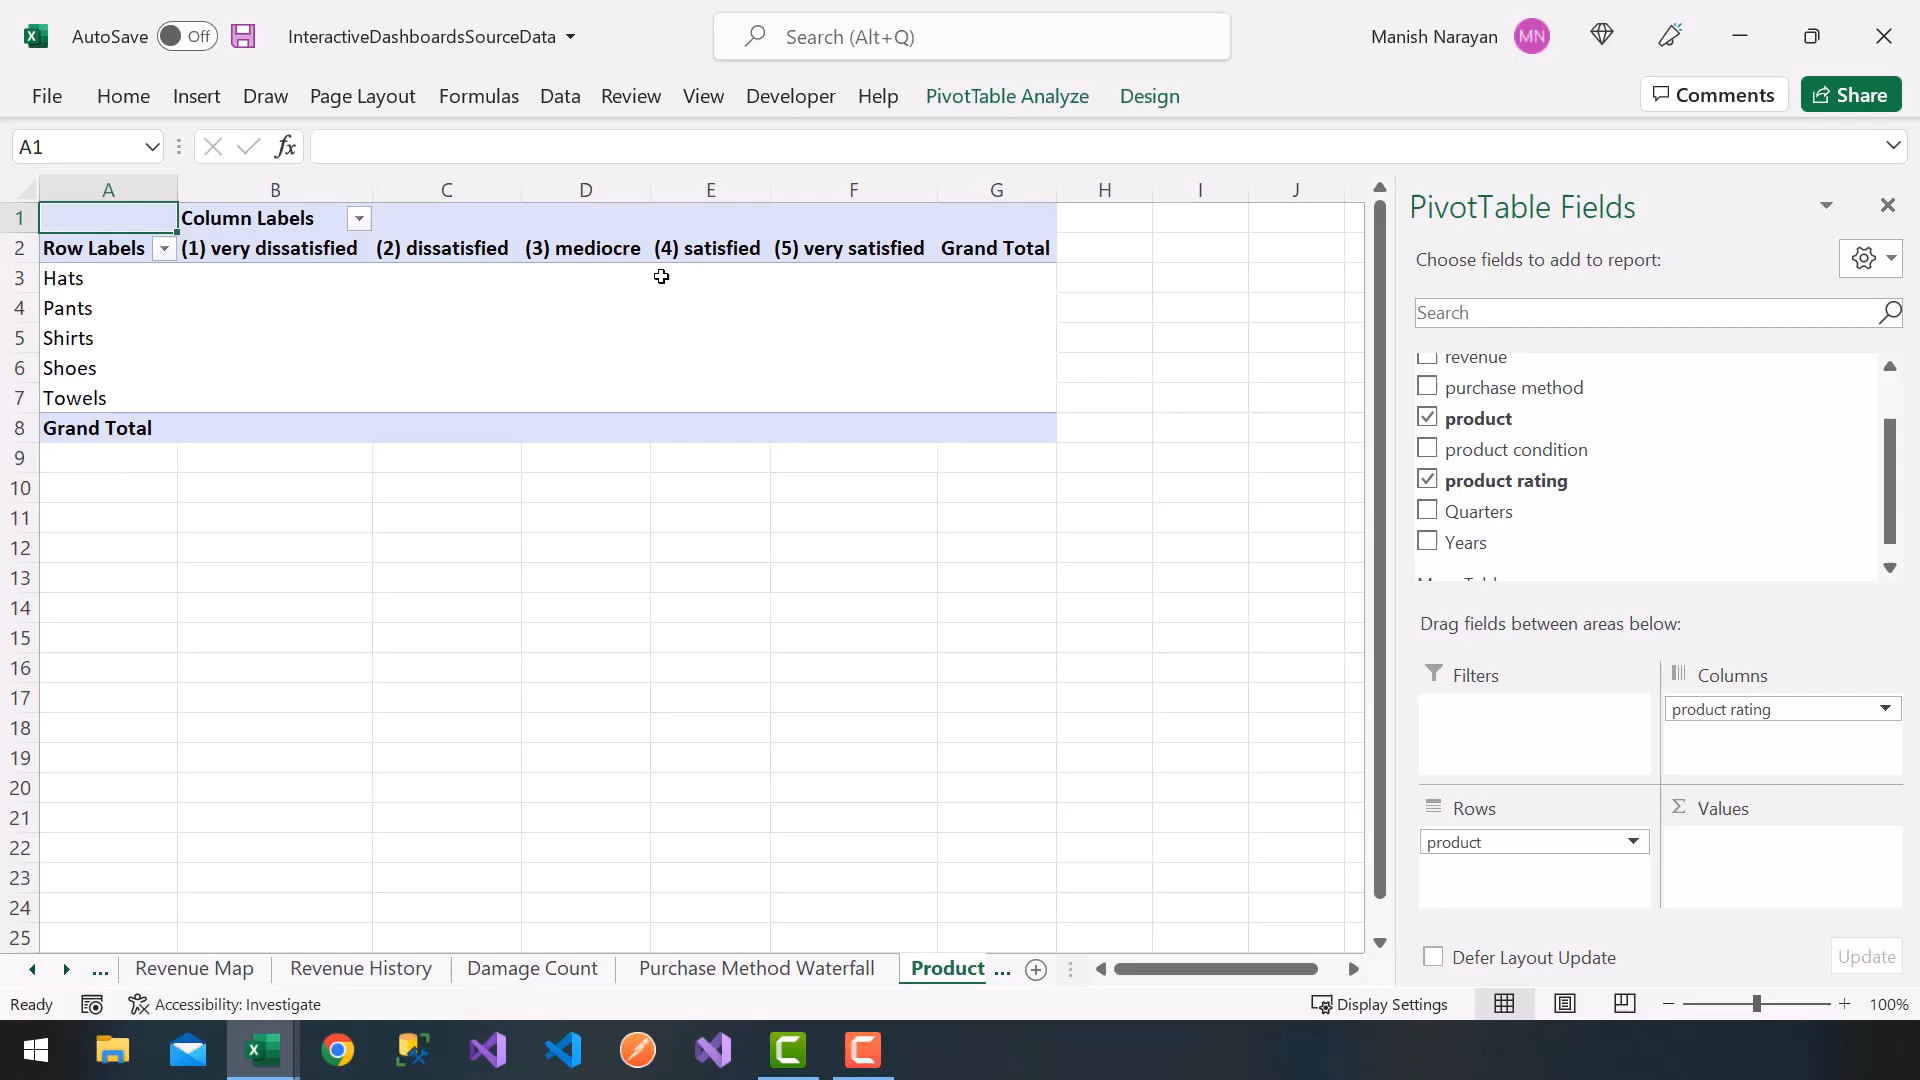 AutoSave Off InteractiveDashboardsSourceData Search (Alt+Q) Manish Narayan MN
File Home Insert Draw Page Layout Formulas Data Review View Developer Help PivotTable Analyze Design Comments Share
A1 fx
A B C D E F G H I J
1 Column Labels
2 Row Labels (1) very dissatisfied (2) dissatisfied (3) mediocre (4) satisfied (5) very satisfied Grand Total
3 Hats
4 Pants
5 Shirts
6 Shoes
7 Towels
8 Grand Total
9
10
11
12
13
14
15
16
17
18
19
20
21
22
23
24
25
PivotTable Fields
Choose fields to add to report:
Search
revenue
purchase method
product
product condition
product rating
Quarters
Years
Drag fields between areas below:
Filters
Columns
product rating
Rows
product
Σ Values
Defer Layout Update Update
... Revenue Map Revenue History Damage Count Purchase Method Waterfall Product ...
Ready Accessibility: Investigate Display Settings 100%